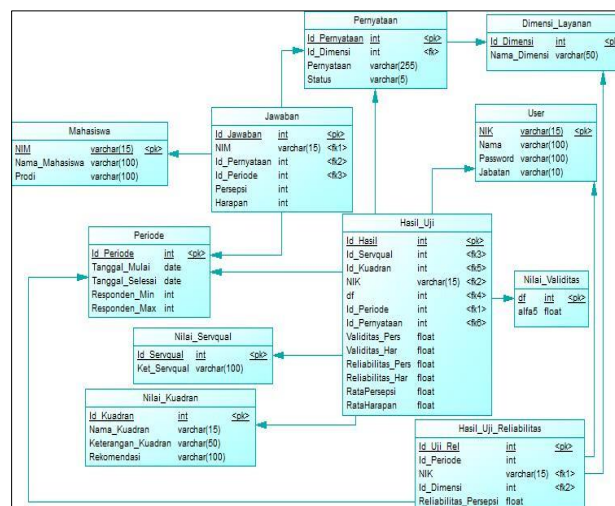 Pernyataan
Id_Pernyataan int <pk>
Id_Dimensi int <fk>
Pernyataan varchar(255)
Status varchar(5)
Dimensi_Layanan
Id_Dimensi int <pk>
Nama_Dimensi varchar(50)
Jawaban
Id_Jawaban int <pk>
NIM varchar(15) <fk1>
Id_Pernyataan int <fk2>
Id_Periode int <fk3>
Persepsi int
Harapan int
User
NIK varchar(15) <pk>
Nama varchar(100)
Password varchar(100)
Jabatan varchar(10)
Mahasiswa
NIM varchar(15) <pk>
Nama_Mahasiswa varchar(100)
Prodi varchar(100)
Hasil_Uji
Id_Hasil int <pk>
Id_Servqual int <fk3>
Id_Kuadran int <fk5>
NIK varchar(15) <fk2>
df int <fk4>
Id_Periode int <fk1>
Id_Pernyataan int <fk6>
Validitas_Pers float
Validitas_Har float
Reliabilitas_Pers float
Reliabilitas_Har float
RataPersepsi float
RataHarapan float
Periode
Id_Periode int <pk>
Tanggal_Mulai date
Tanggal_Selesai date
Responden_Min int
Responden_Max int
Nilai_Validitas
df int <pk>
alfa5 float
Nilai_Servqual
Id_Servqual int <pk>
Ket_Servqual varchar(100)
Nilai_Kuadran
Id_Kuadran int <pk>
Nama_Kuadran varchar(15)
Keterangan_Kuadran varchar(50)
Rekomendasi varchar(100)
Hasil_Uji_Reliabilitas
Id_Uji_Rel int <pk>
Id_Periode int
NIK varchar(15) <fk1>
Id_Dimensi int <fk2>
Reliabilitas_Persepsi float